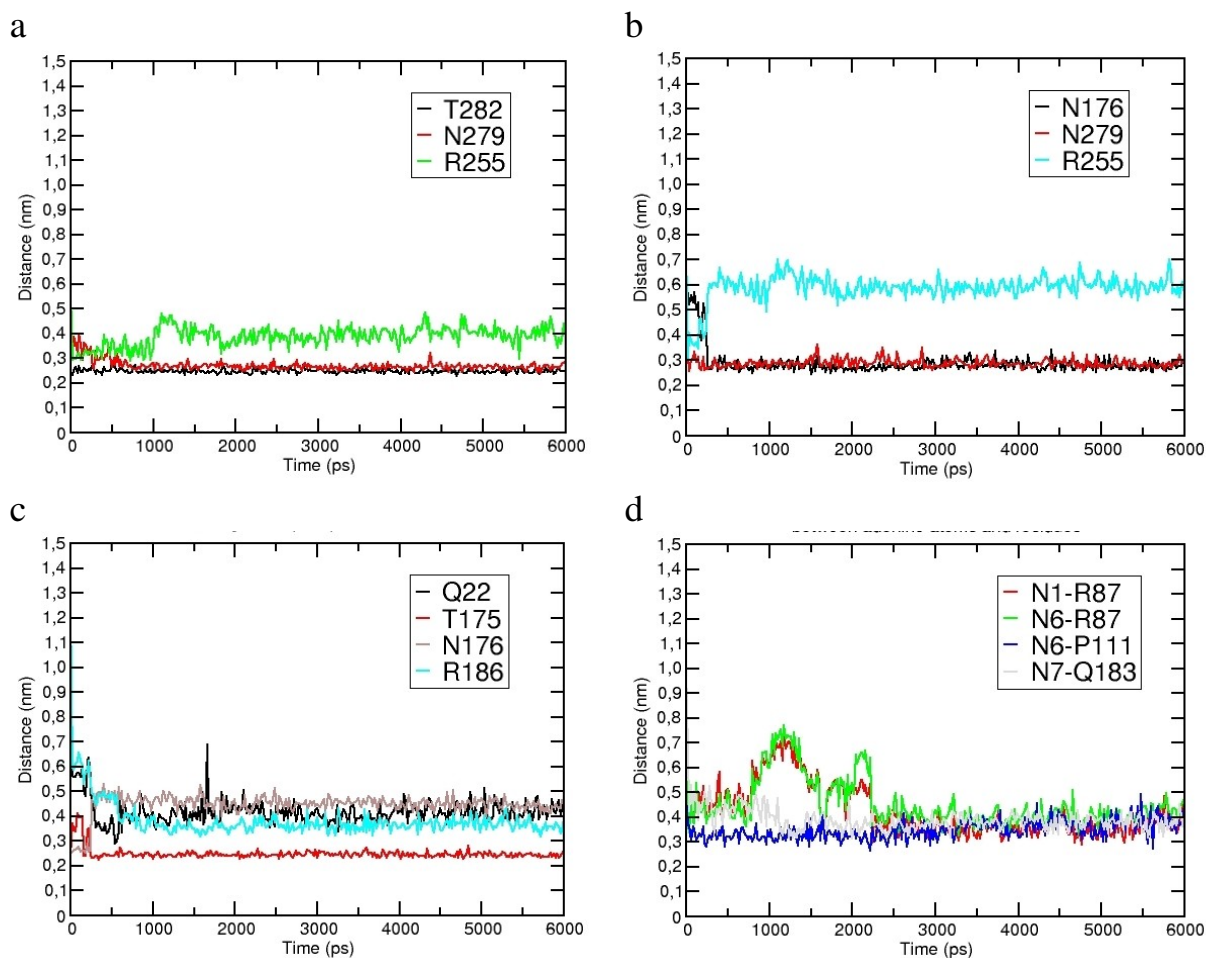 a
1,5
1,4
1,3
1,2
1,1
1,0
0,9
0,8
0,7
0,6
0,5
0,4
0,3
0,2
0,1
0
Distance (nm)
T282
N279
R255
0 1000 2000 3000 4000 5000 6000
Time (ps)
b
1,5
1,4
1,3
1,2
1,1
1,0
0,9
0,8
0,7
0,6
0,5
0,4
0,3
0,2
0,1
0
Distance (nm)
N176
N279
R255
0 1000 2000 3000 4000 5000 6000
Time (ps)
c
1,5
1,4
1,3
1,2
1,1
1,0
0,9
0,8
0,7
0,6
0,5
0,4
0,3
0,2
0,1
0
Distance (nm)
Q22
T175
N176
R186
0 1000 2000 3000 4000 5000 6000
Time (ps)
d
1,5
1,4
1,3
1,2
1,1
1,0
0,9
0,8
0,7
0,6
0,5
0,4
0,3
0,2
0,1
0
Distance (nm)
N1-R87
N6-R87
N6-P111
N7-Q183
0 1000 2000 3000 4000 5000 6000
Time (ps)